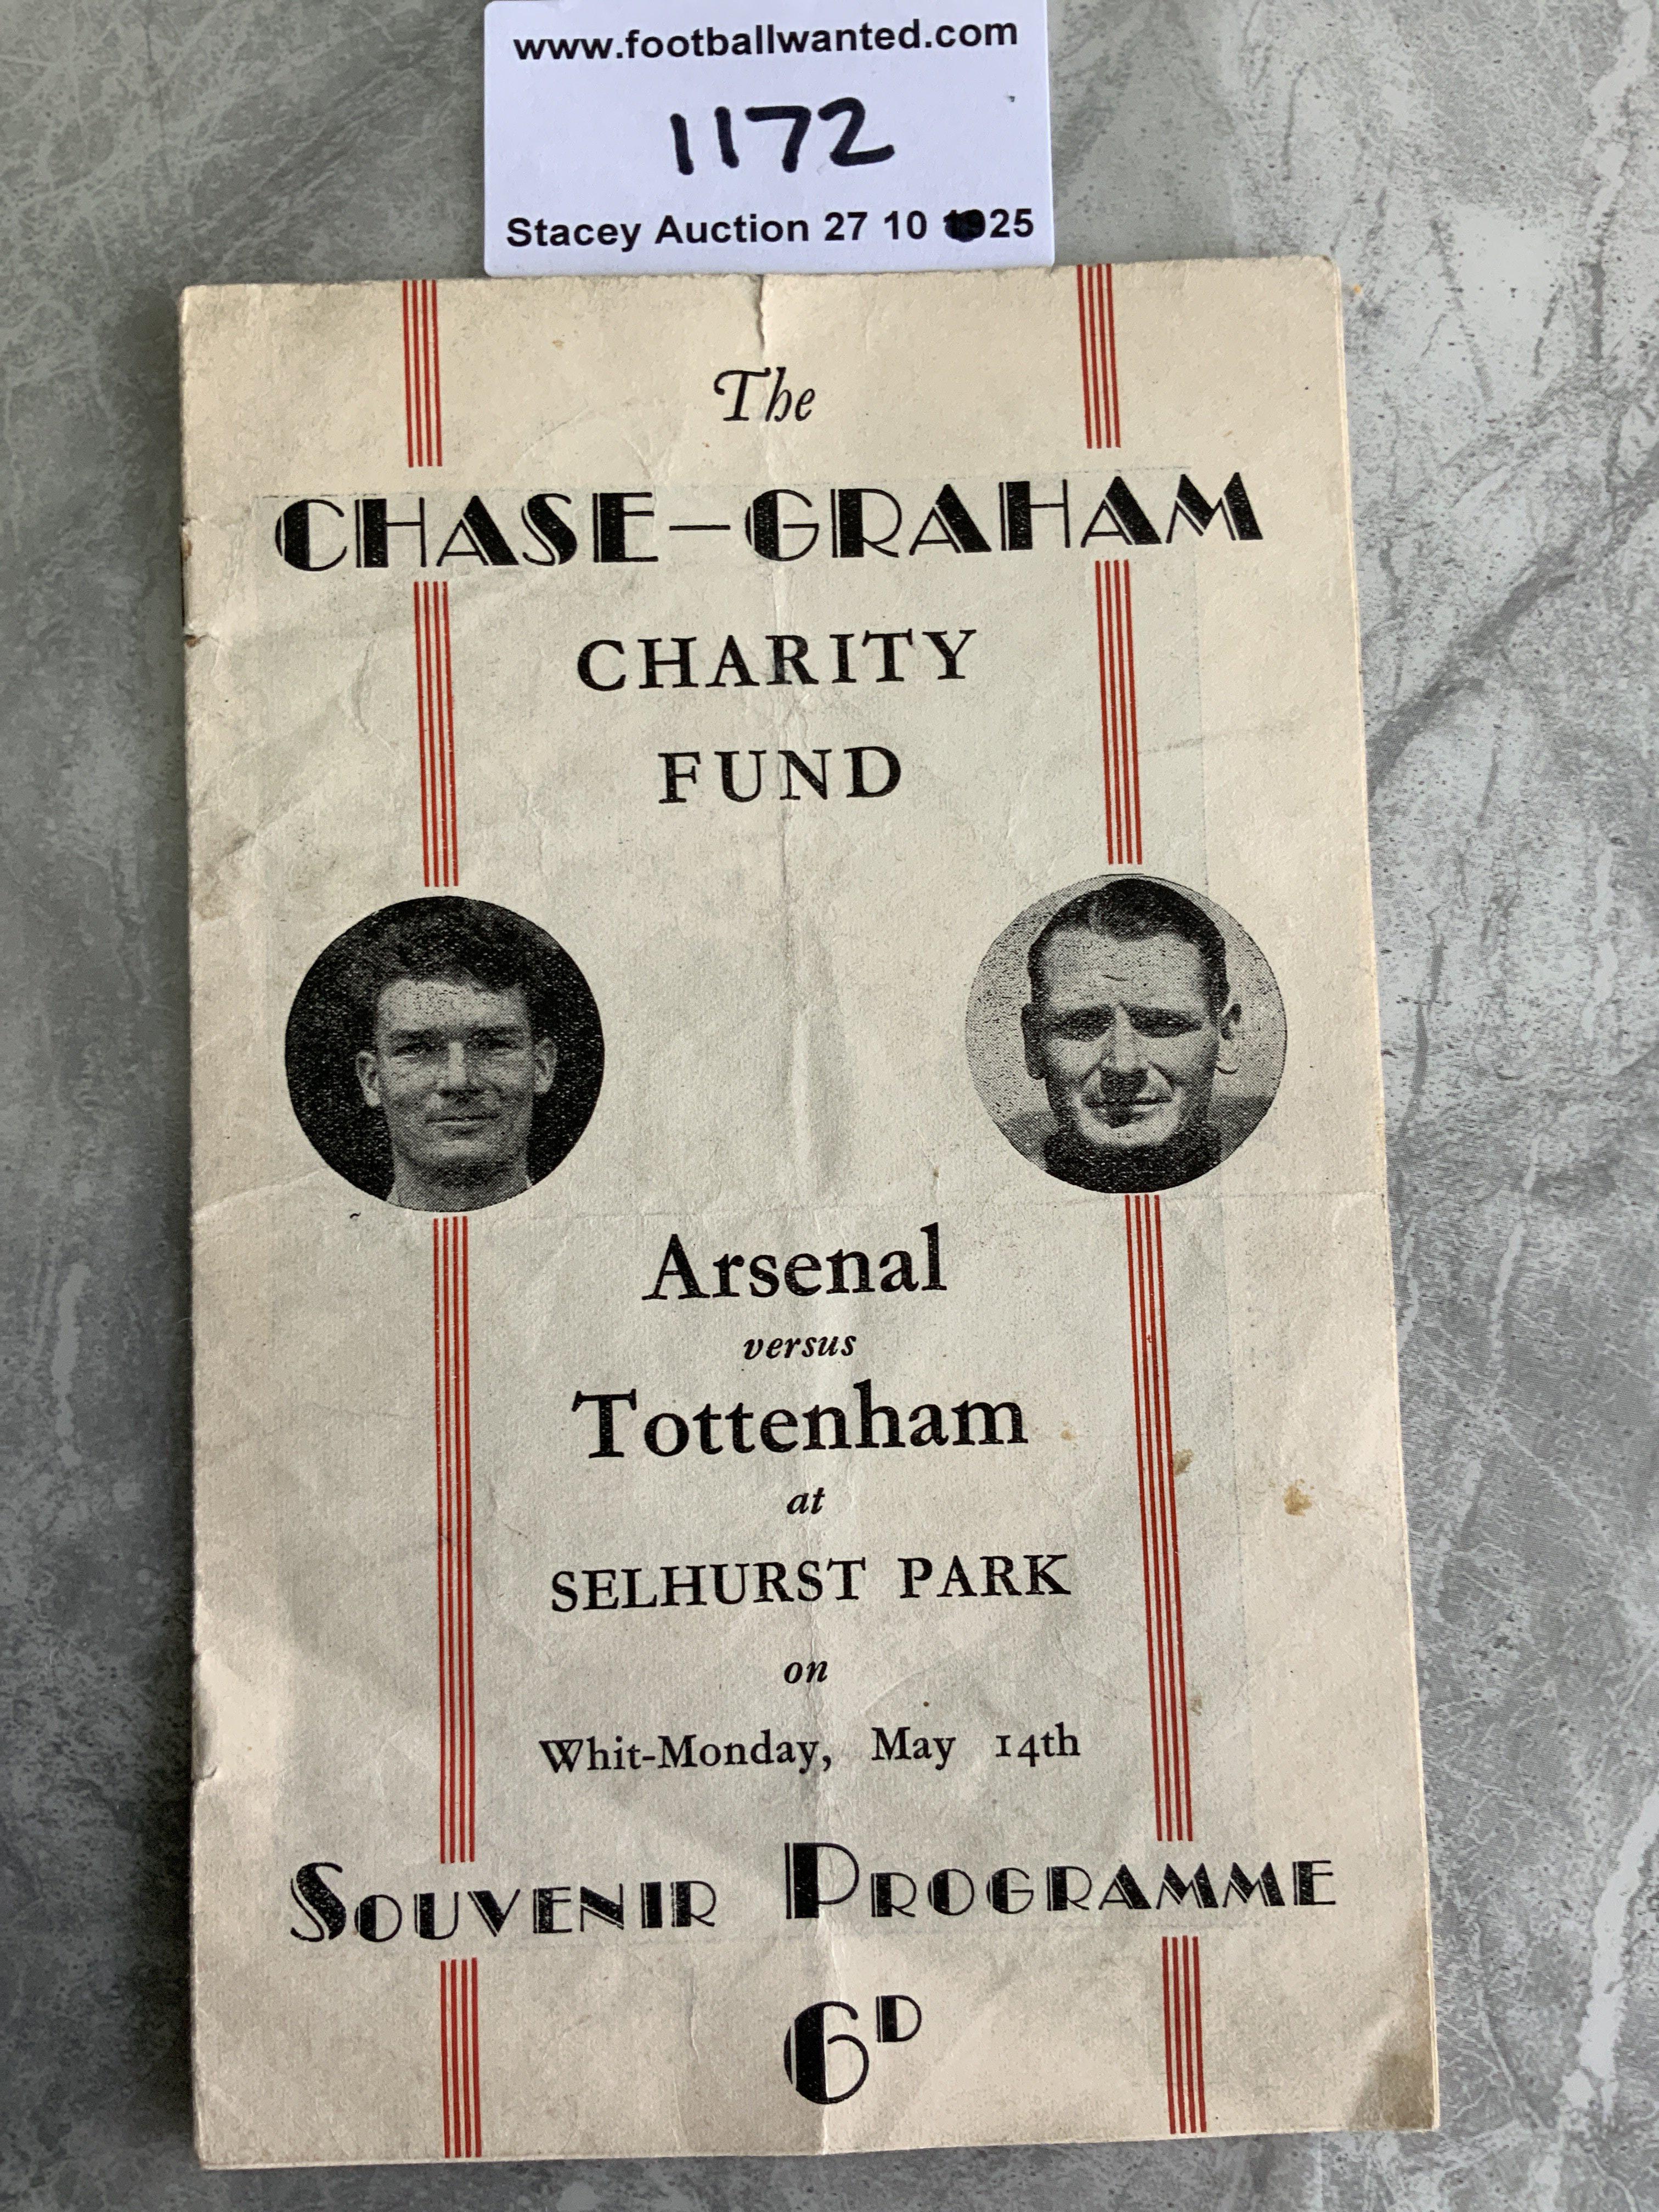 www.footballwanted.com
1172
Stacey Auction 27 10 25
The
CHASE-GRAHAM
CHARITY
FUND
Arsenal
versus
Tottenham
at
SELHURST PARK
on
Whit-Monday, May 14th
SOUVENIR PROGRAMME
6D